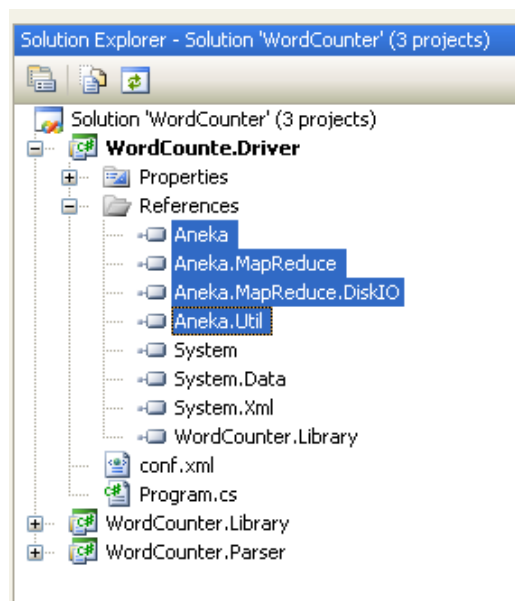 Solution Explorer - Solution 'WordCounter' (3 projects)
Solution 'WordCounter' (3 projects)
WordCounte.Driver
Properties
References
Aneka
Aneka.MapReduce
Aneka.MapReduce.DiskIO
Aneka.Util
System
System.Data
System.Xml
WordCounter.Library
conf.xml
Program.cs
WordCounter.Library
WordCounter.Parser